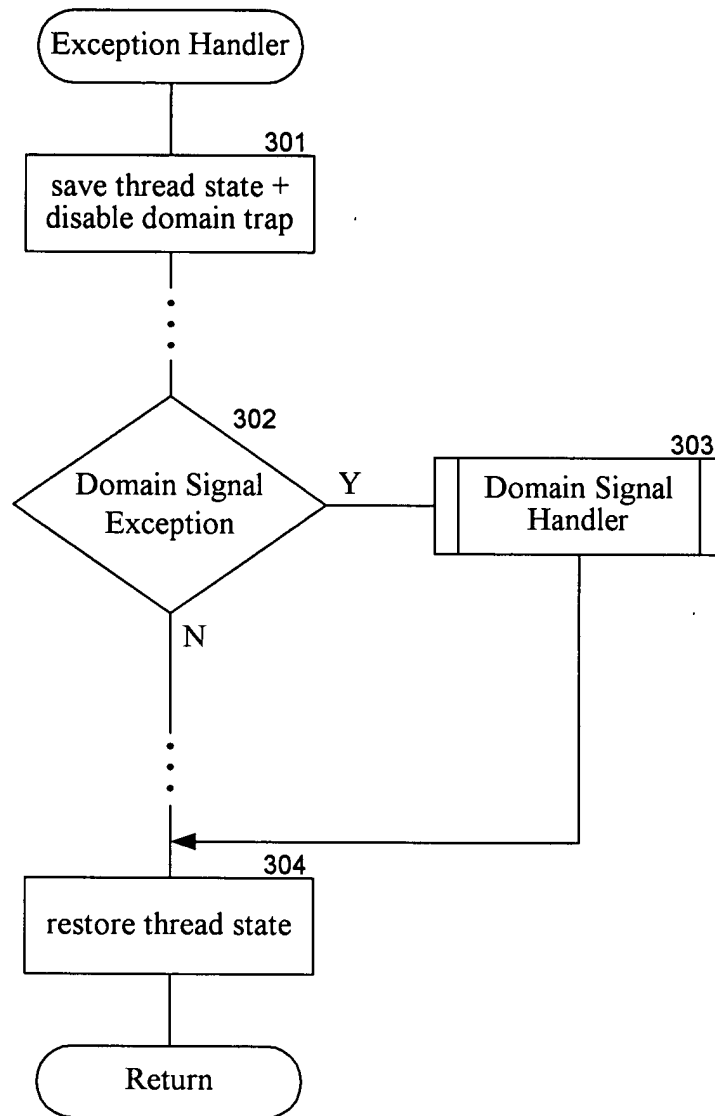 Exception Handler
301
save thread state +
disable domain trap
302
Domain Signal
Exception
Y
303
Domain Signal
Handler
N
304
restore thread state
Return